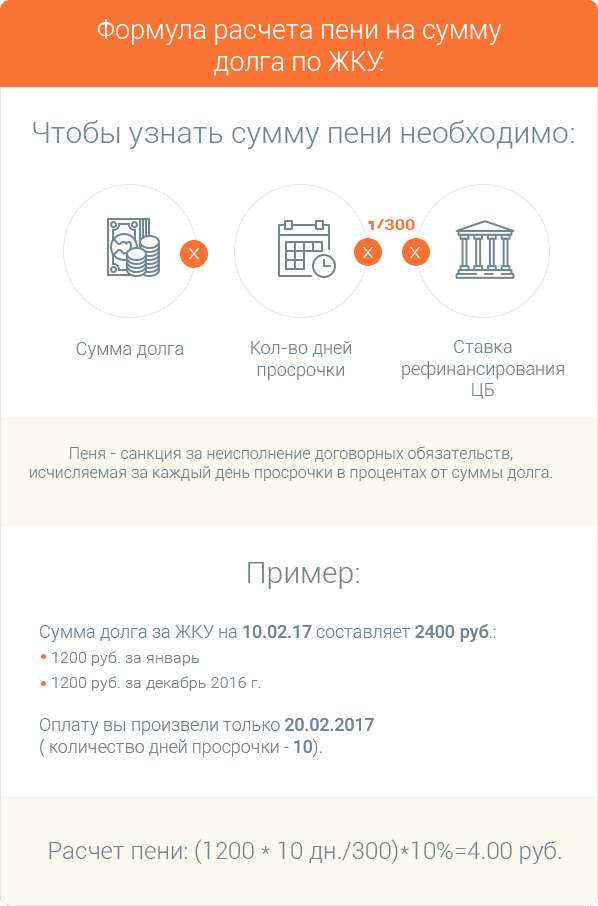 Формула расчета пени на сумму
долга по ЖКУ:
Чтобы узнать сумму пени необходимо:
1/300
X
X
X
Сумма долга
Кол-во дней
просрочки
Ставка
рефинансирования
ЦБ
Пеня - санкция за неисполнение договорных обязательств,
исчисляемая за каждый день просрочки в процентах от суммы долга.
Пример:
Сумма долга за ЖКУ на 10.02.17 составляет 2400 руб.:
• 1200 руб. за январь
• 1200 руб. за декабрь 2016 г.
Оплату вы произвели только 20.02.2017
( количество дней просрочки - 10).
Расчет пени: (1200 * 10 дн./300)*10%=4.00 руб.